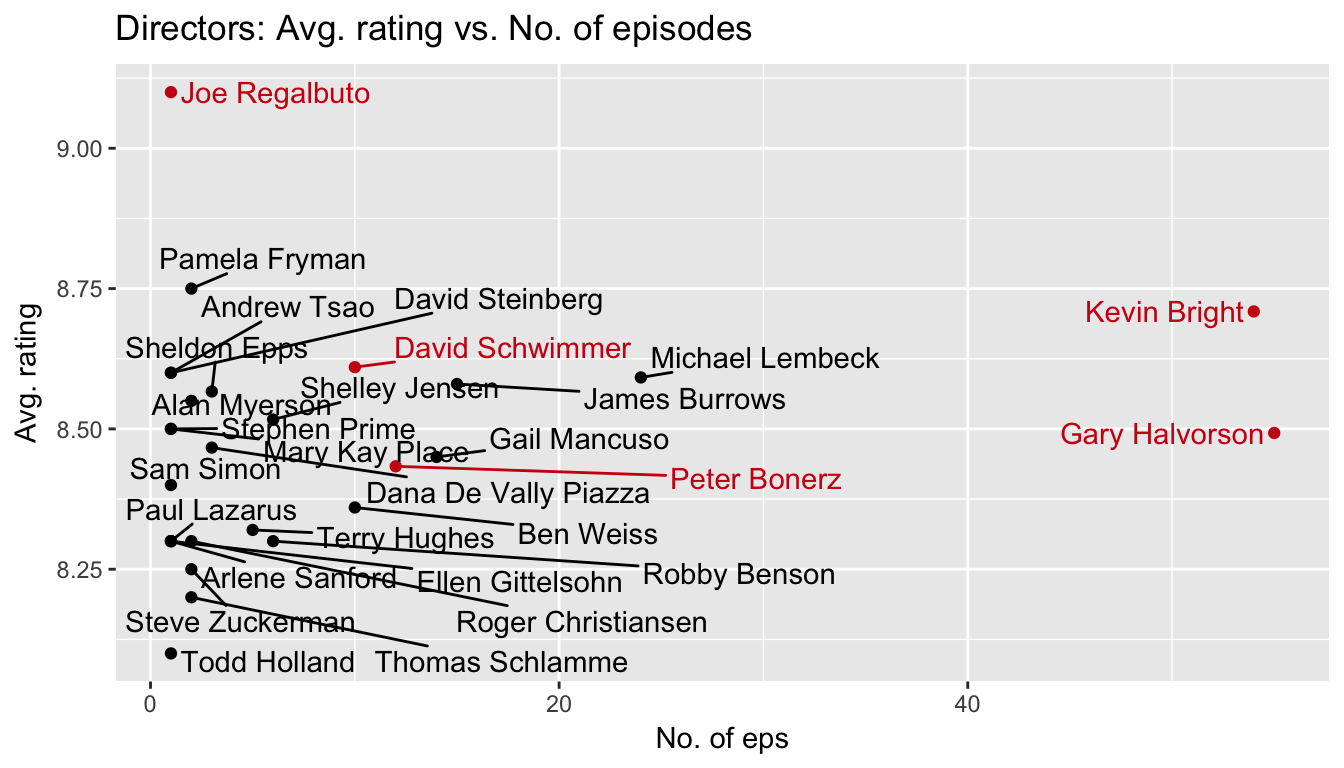 Directors: Avg. rating vs. No. of episodes
Joe Regalbuto
9.00
Pamela Fryman
8.75
David Steinberg
Andrew Tsao
Kevin Bright
Sheldon Epps
David Schwimmer
Michael Lembeck
Shelley Jensen
James Burrows
Alan Myerson
Avg. rating
8.50
Stephen Prime
Gary Halvorson
Gail Mancuso
Mary Kay Place
Sam Simon
Peter Bonerz
Dana De Vally Piazza
Paul Lazarus
Ben Weiss
Terry Hughes
8.25
Robby Benson
Arlene Sanford
Ellen Gittelsohn
Steve Zuckerman
Roger Christiansen
Todd Holland
Thomas Schlamme
0 20 40
No. of eps